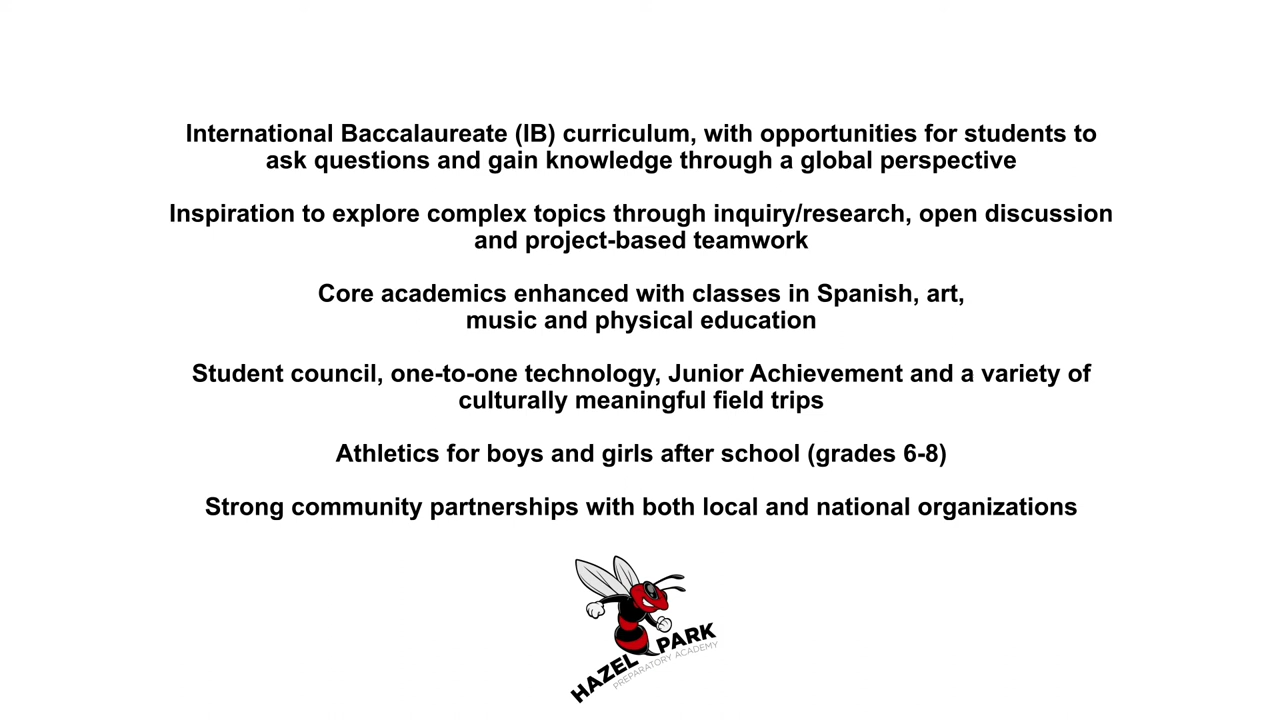 International Baccalaureate (IB) curriculum, with opportunities for students to
ask questions and gain knowledge through a global perspective
Inspiration to explore complex topics through inquiry/research, open discussion
and project-based teamwork
Core academics enhanced with classes in Spanish, art,
music and physical education
Student council, one-to-one technology, Junior Achievement and a variety of
culturally meaningful field trips
Athletics for boys and girls after school (grades 6-8)
Strong community partnerships with both local and national organizations
HAZEL PARK
PREPARATORY ACADEMY